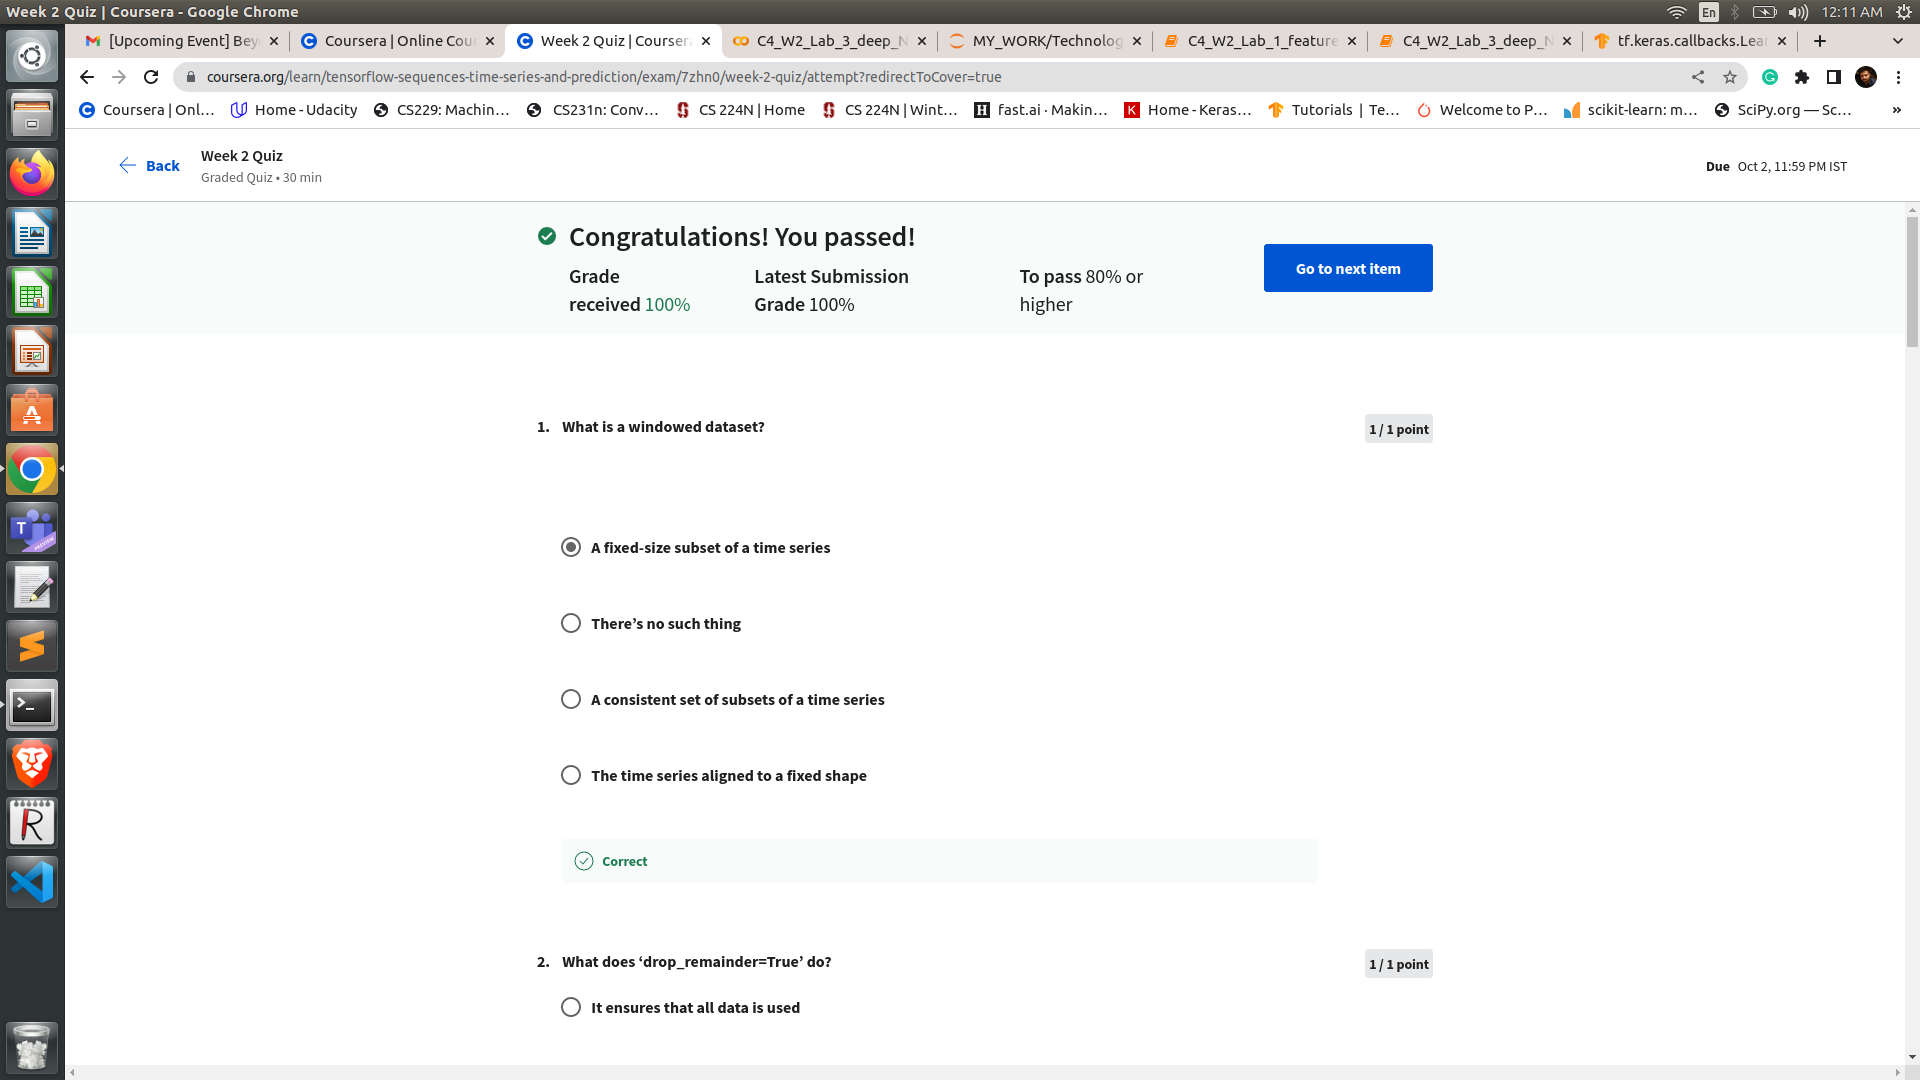 Week 2 Quiz | Coursera - Google Chrome
En
12:11 AM
[Upcoming Event] Bey
Coursera | Online Cou
Week 2 Quiz | Courser
C4_W2_Lab_3_deep_N
MY_WORK/Technolog
C4_W2_Lab_1_feature
C4_W2_Lab_3_deep_N
tf.keras.callbacks.Lear
coursera.org/learn/tensorflow-sequences-time-series-and-prediction/exam/7zhn0/week-2-quiz/attempt?redirectToCover=true
Coursera | Onl...
Home - Udacity
CS229: Machin...
CS231n: Conv...
CS 224N | Home
CS 224N | Wint...
fast.ai · Makin...
Home - Keras...
Tutorials | Te...
Welcome to P...
scikit-learn: m...
SciPy.org — Sc...
»
Back
Week 2 Quiz
Graded Quiz • 30 min
Due Oct 2, 11:59 PM IST
Congratulations! You passed!
Grade
received 100%
Latest Submission
Grade 100%
To pass 80% or
higher
Go to next item
1. What is a windowed dataset?
1 / 1 point
A fixed-size subset of a time series
There’s no such thing
A consistent set of subsets of a time series
The time series aligned to a fixed shape
Correct
2. What does ‘drop_remainder=True’ do?
1 / 1 point
It ensures that all data is used